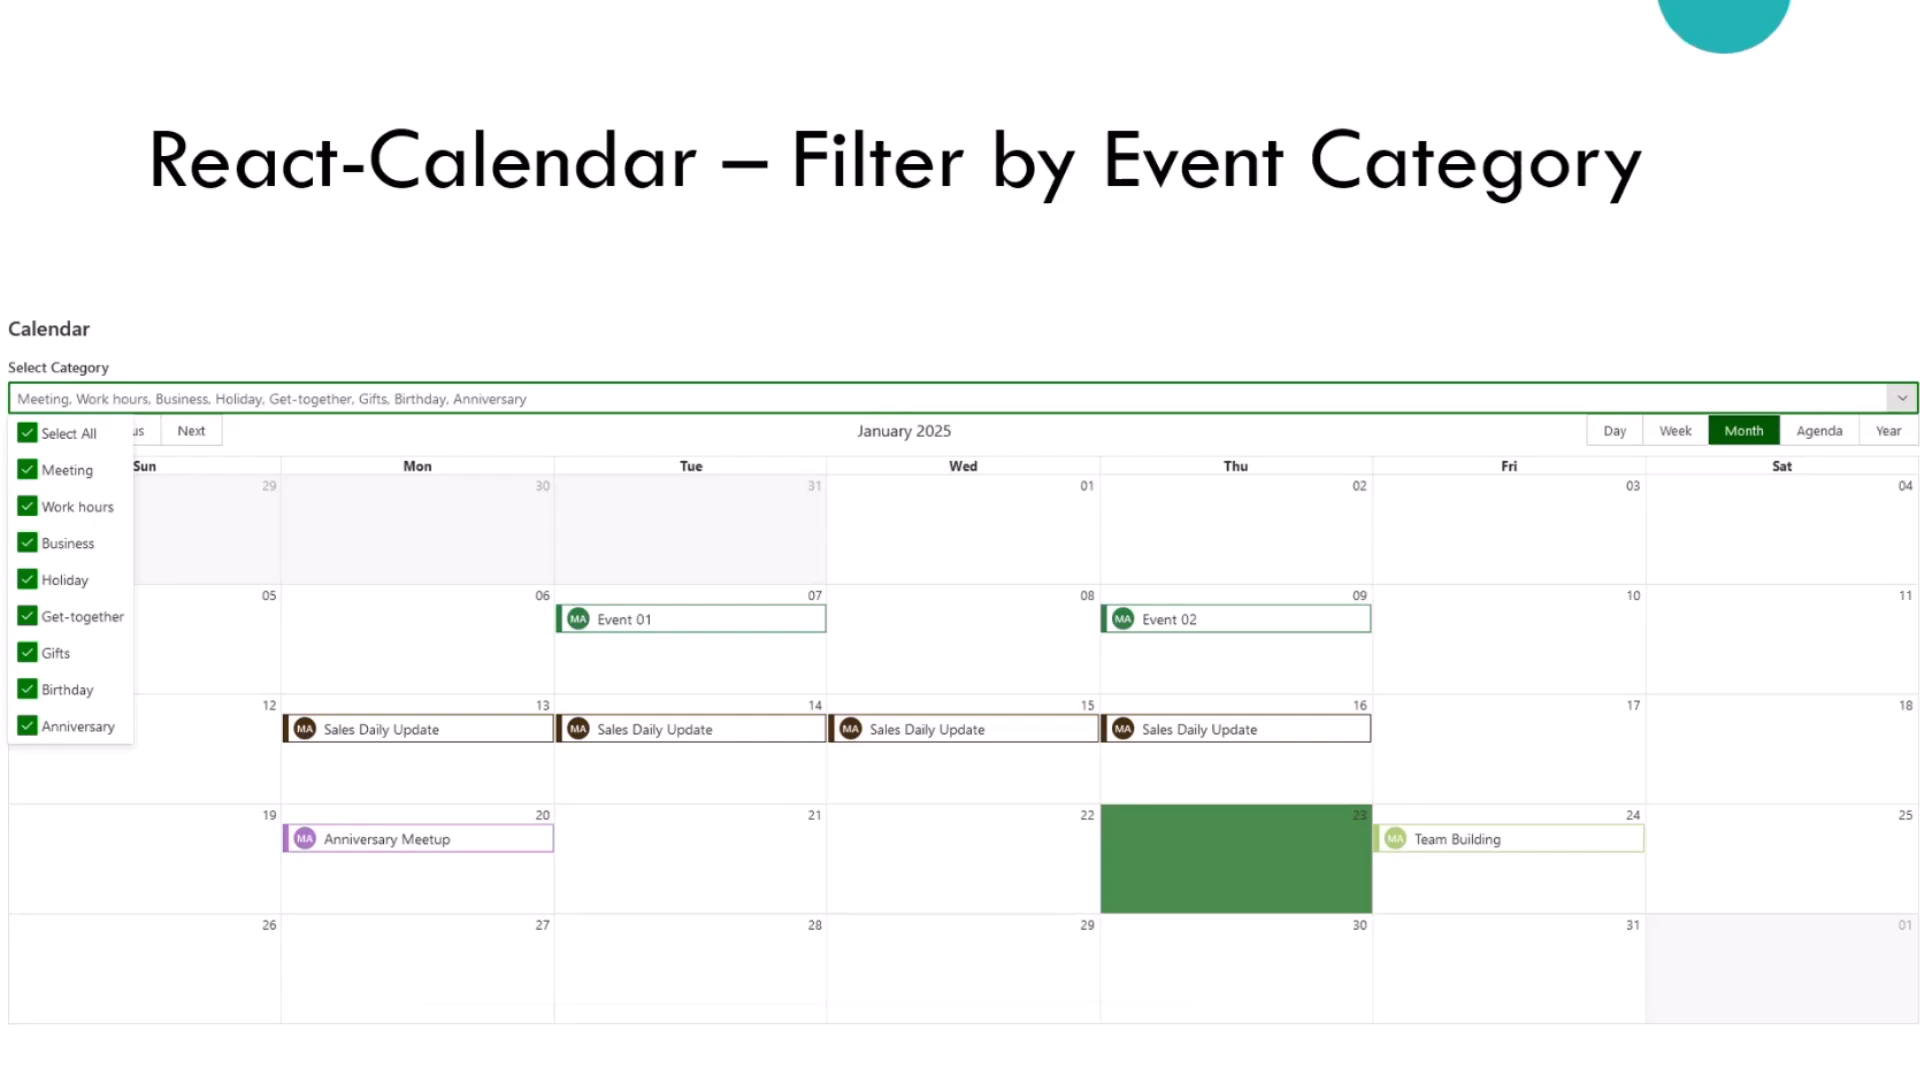 React-Calendar – Filter by Event Category
Calendar
Select Category
Meeting, Work hours, Business, Holiday, Get-together, Gifts, Birthday, Anniversary
Select All
Meeting
Work hours
Business
Holiday
Get-together
Gifts
Birthday
Anniversary
us Next January 2025 Day Week Month Agenda Year
Sun Mon Tue Wed Thu Fri Sat
29 30 31 01 02 03 04
05 06 07 08 09 10 11
MA Event 01 MA Event 02
12 13 14 15 16 17 18
MA Sales Daily Update MA Sales Daily Update MA Sales Daily Update MA Sales Daily Update
19 20 21 22 23 24 25
MA Anniversary Meetup MA Team Building
26 27 28 29 30 31 01